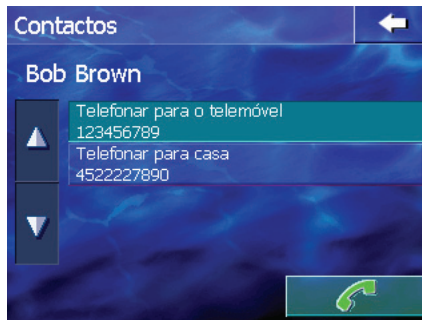 Contactos
Bob Brown
Telefonar para o telemóvel
123456789
Telefonar para casa
4522227890